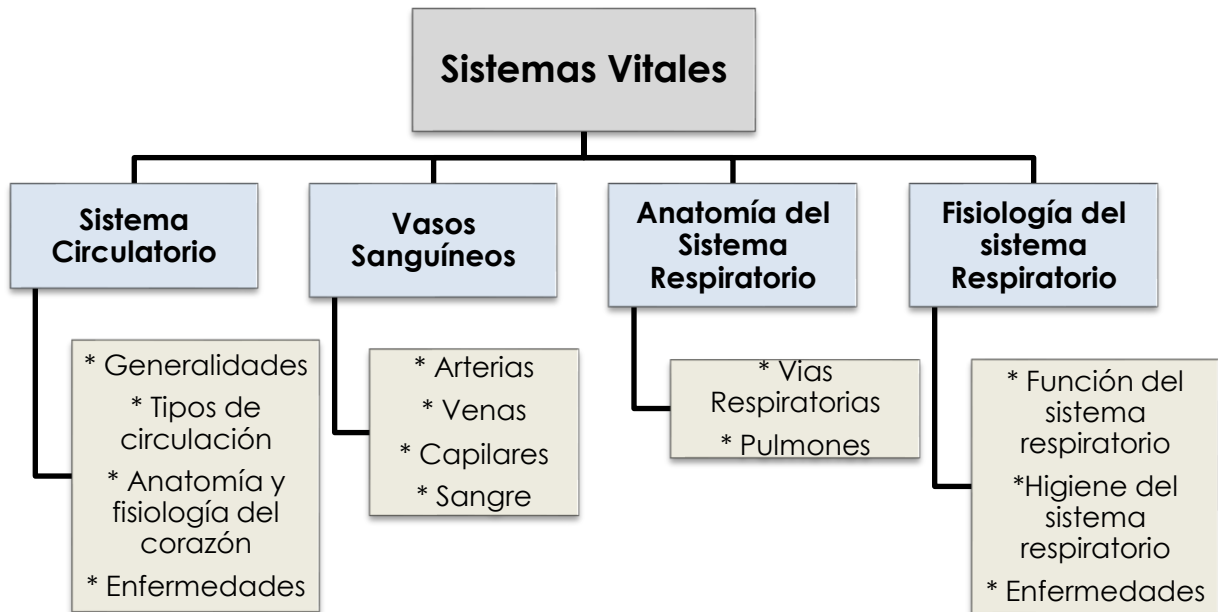 Sistemas Vitales
Sistema
Circulatorio
* Generalidades
* Tipos de
circulación
* Anatomía y
fisiología del
corazón
* Enfermedades
Vasos
Sanguíneos
* Arterias
* Venas
* Capilares
* Sangre
Anatomía del
Sistema
Respiratorio
* Vias
Respiratorias
* Pulmones
Fisiología del
sistema
Respiratorio
* Función del
sistema
respiratorio
*Higiene del
sistema
respiratorio
* Enfermedades